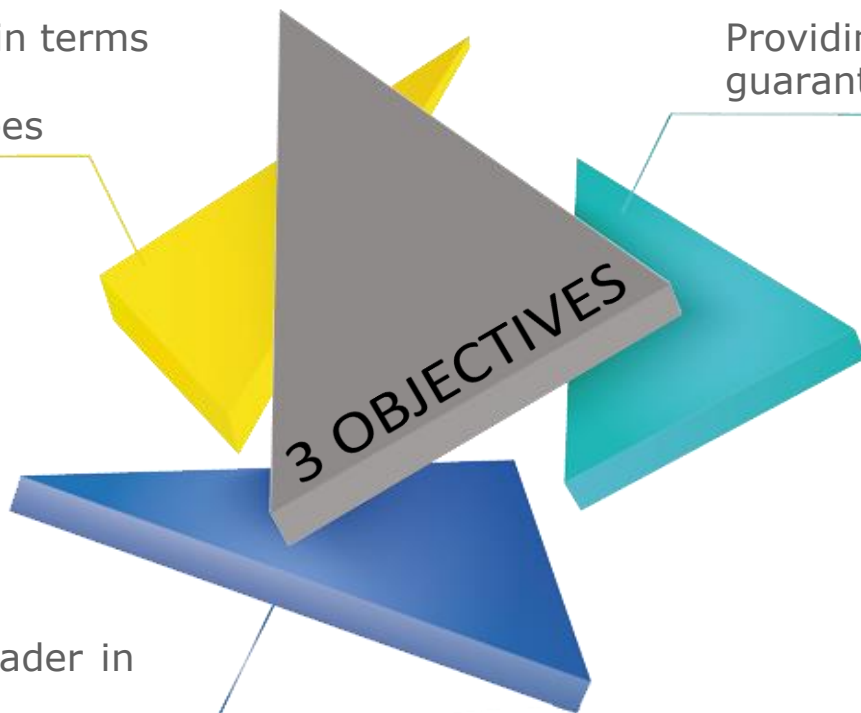 in terms
es
Providin
guarant
3 OBJECTIVES
ader in